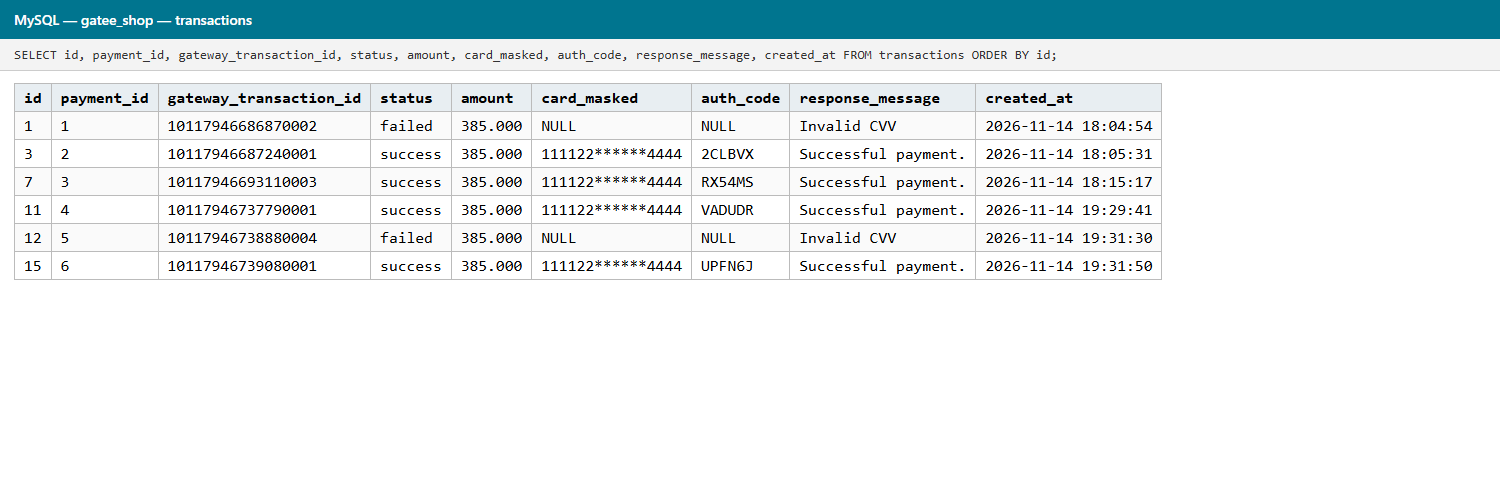 MySQL — gatee_shop — transactions
SELECT id, payment_id, gateway_transaction_id, status, amount, card_masked, auth_code, response_message, created_at FROM transactions ORDER BY id;
id payment_id gateway_transaction_id status amount card_masked auth_code response_message created_at
1 1 10117946686870002 failed 385.000 NULL NULL Invalid CVV 2026-11-14 18:04:54
3 2 10117946687240001 success 385.000 111122******4444 2CLBVX Successful payment. 2026-11-14 18:05:31
7 3 10117946693110003 success 385.000 111122******4444 RX54MS Successful payment. 2026-11-14 18:15:17
11 4 10117946737790001 success 385.000 111122******4444 VADUDR Successful payment. 2026-11-14 19:29:41
12 5 10117946738880004 failed 385.000 NULL NULL Invalid CVV 2026-11-14 19:31:30
15 6 10117946739080001 success 385.000 111122******4444 UPFN6J Successful payment. 2026-11-14 19:31:50